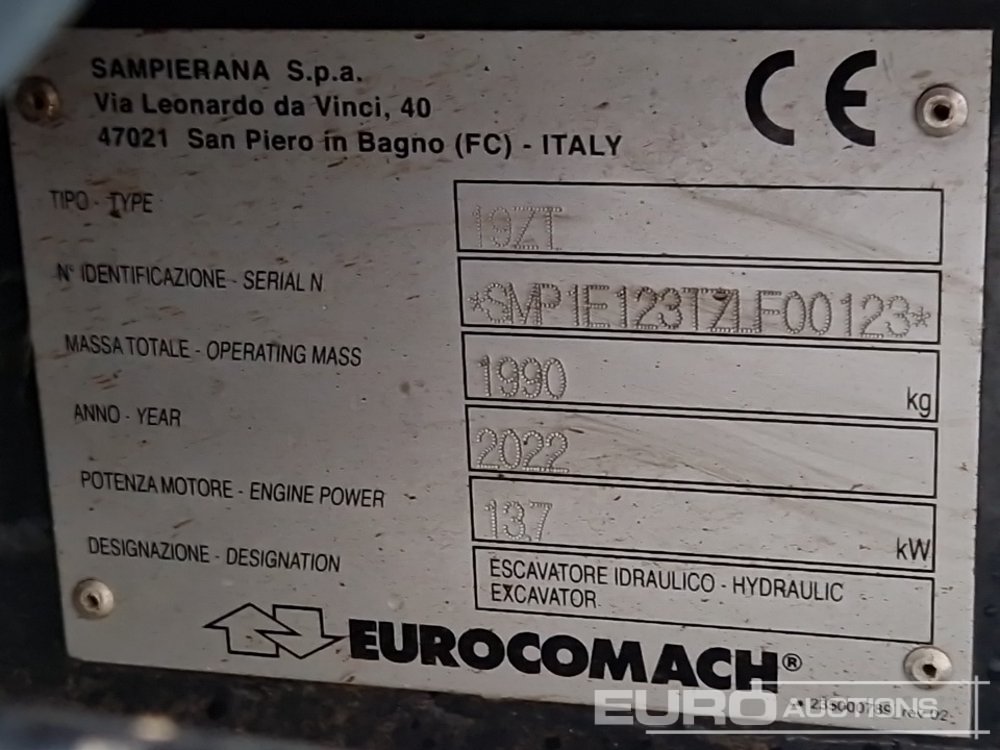 SAMPIERANA S.p.a.
Via Leonardo da Vinci, 40
47021 San Piero in Bagno (FC) - ITALY
CE
TIPO - TYPE
19ZT
N° IDENTIFICAZIONE - SERIAL N
*SMP1E123TZLF00123*
MASSA TOTALE - OPERATING MASS
1990 kg
ANNO - YEAR
2022
POTENZA MOTORE - ENGINE POWER
13,7 kW
DESIGNAZIONE - DESIGNATION
ESCAVATORE IDRAULICO - HYDRAULIC
EXCAVATOR
EUROCOMACH®
EURO AUCTIONS
rev 02